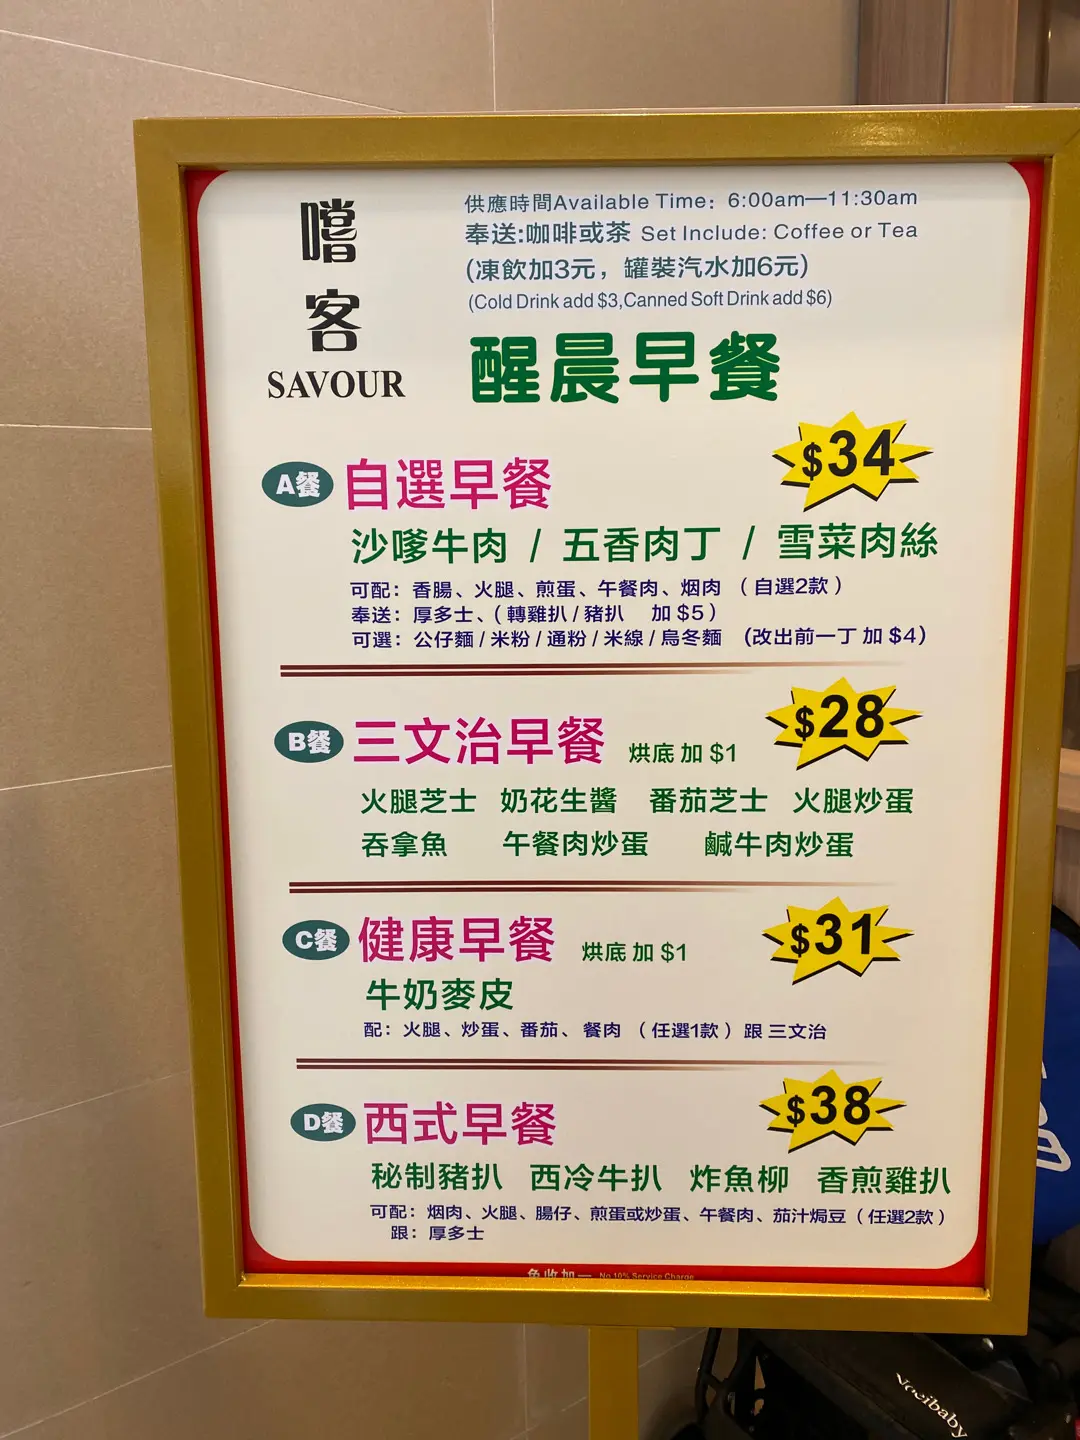 嚐
客
SAVOUR
供應時間Available Time: 6:00am—11:30am
奉送:咖啡或茶 Set Include: Coffee or Tea
(凍飲加3元，罐裝汽水加6元)
(Cold Drink add $3,Canned Soft Drink add $6)
醒晨早餐
A餐 自選早餐 $34
沙嗲牛肉 / 五香肉丁 / 雪菜肉絲
可配：香腸、火腿、煎蛋、午餐肉、烟肉 （自選2款）
奉送：厚多士、（轉雞扒/豬扒 加 $5）
可選：公仔麵/米粉/通粉/米線/烏冬麵 (改出前一丁 加 $4)
B餐 三文治早餐 烘底 加 $1 $28
火腿芝士 奶花生醬 番茄芝士 火腿炒蛋
吞拿魚 午餐肉炒蛋 鹹牛肉炒蛋
C餐 健康早餐 烘底 加 $1 $31
牛奶麥皮
配：火腿、炒蛋、番茄、餐肉 （任選1款）跟 三文治
D餐 西式早餐 $38
秘制豬扒 西冷牛扒 炸魚柳 香煎雞扒
可配：烟肉、火腿、腸仔、煎蛋或炒蛋、午餐肉、茄汁焗豆（任選2款）
跟：厚多士
免收加一 No 10% Service Charge
Vovibaby